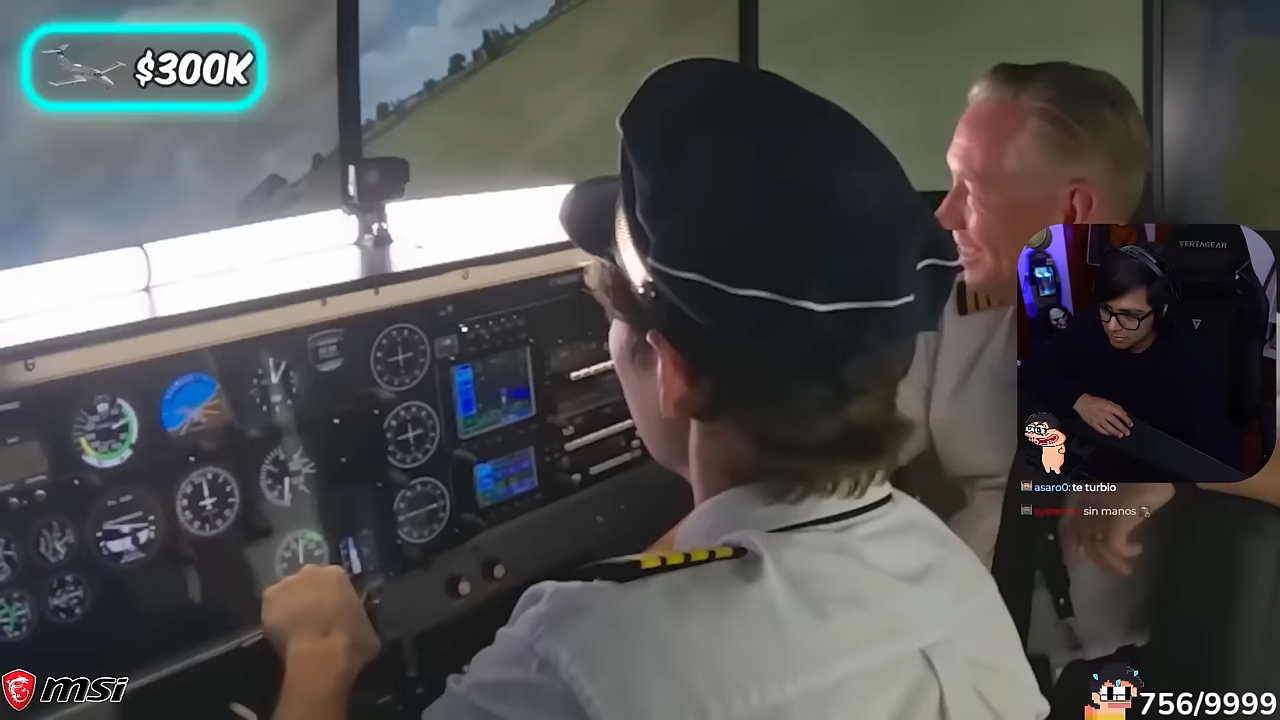 $300K
VERTAGEAR
asaro0: te turbio
sin manos
msi
756/9999